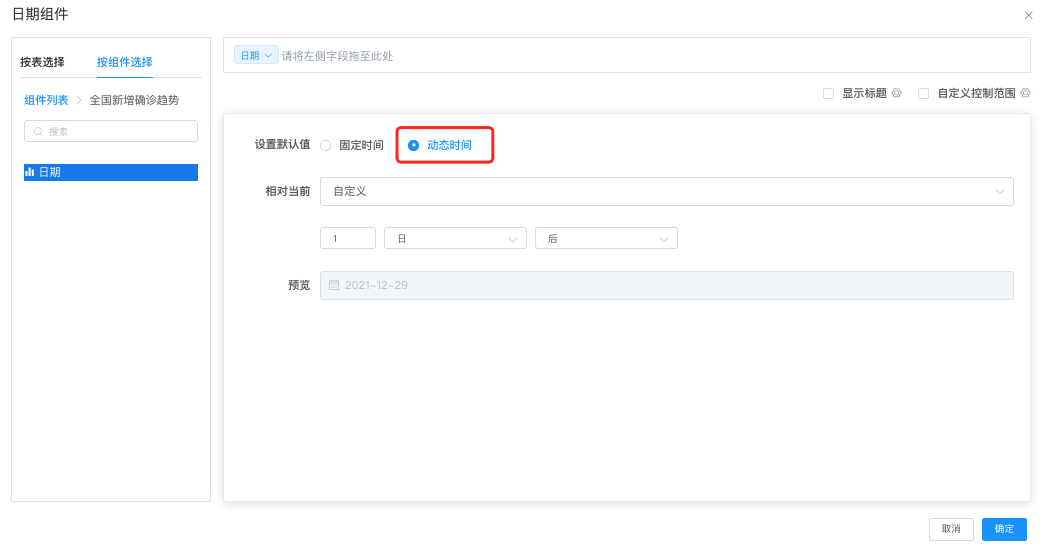 日期组件
按表选择 按组件选择
组件列表 全国新增确诊趋势
搜索
日期
日期 请将左侧字段拖至此处
显示标题 自定义控制范围
设置默认值 固定时间 动态时间
相对当前 自定义
1 日 后
预览 2021-12-29
取消 确定